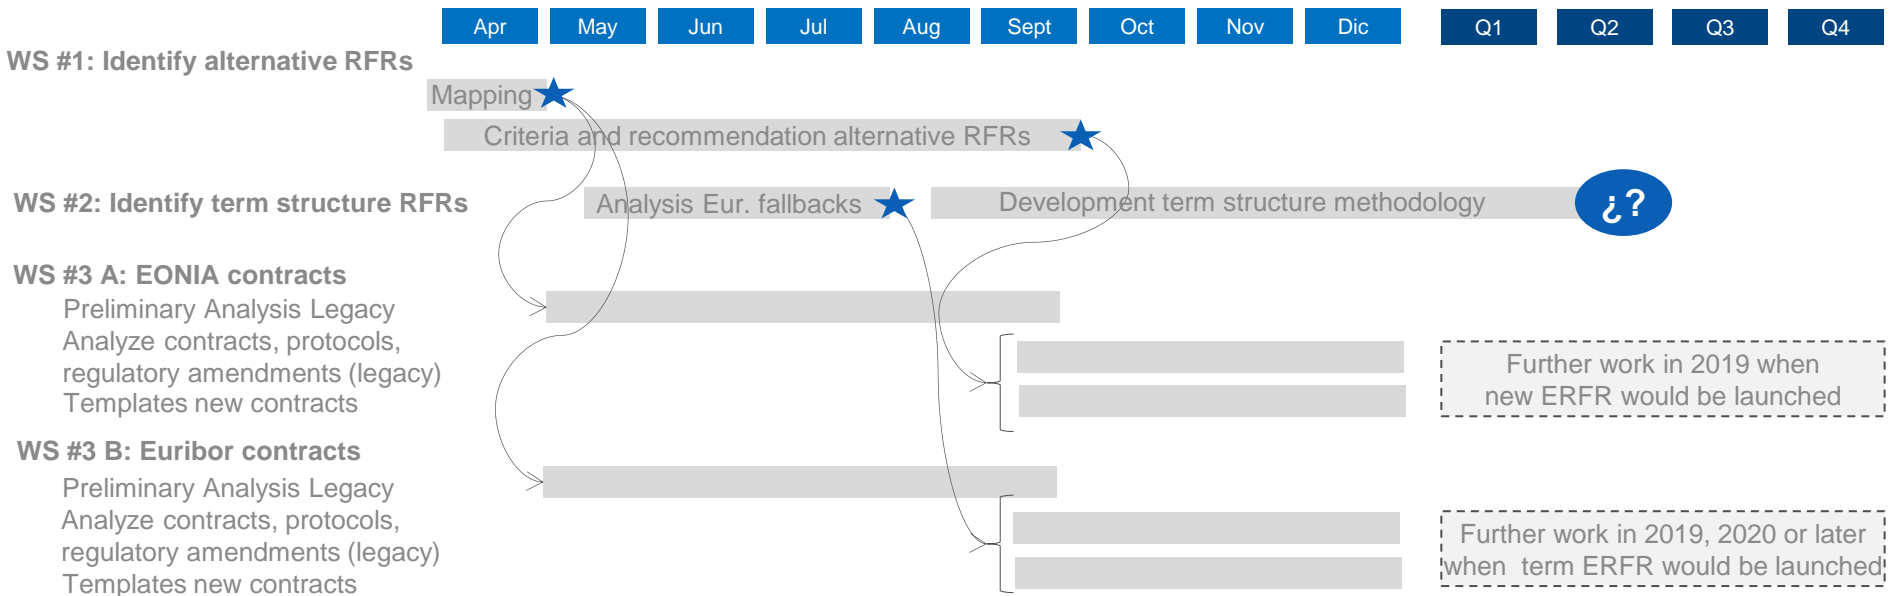 Apr May Jun Jul Aug Sept Oct Nov Dic Q1 Q2 Q3 Q4
WS #1: Identify alternative RFRs
Mapping
Criteria and recommendation alternative RFRs
WS #2: Identify term structure RFRs Analysis Eur. fallbacks Development term structure methodology ¿?
WS #3 A: EONIA contracts
Preliminary Analysis Legacy
Analyze contracts, protocols,
regulatory amendments (legacy)
Templates new contracts
Further work in 2019 when
new ERFR would be launched
WS #3 B: Euribor contracts
Preliminary Analysis Legacy
Analyze contracts, protocols,
regulatory amendments (legacy)
Templates new contracts
Further work in 2019, 2020 or later
when term ERFR would be launched